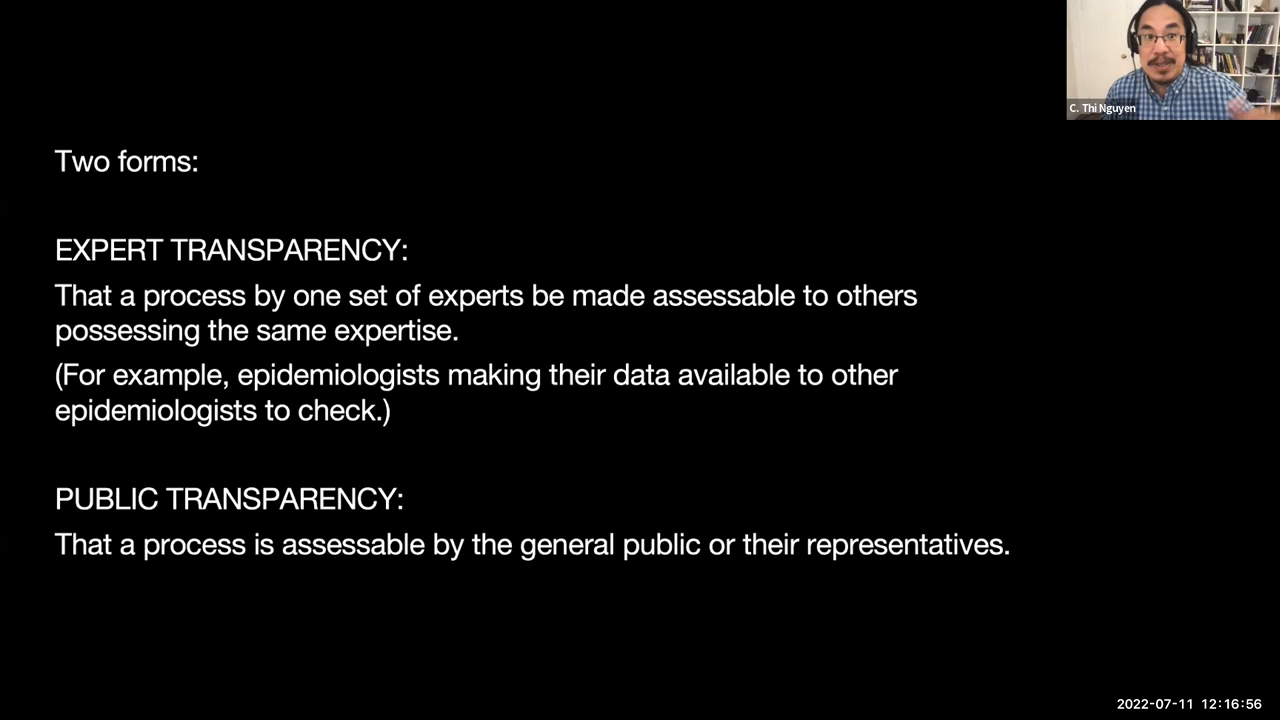 C. Thi Nguyen
Two forms:
EXPERT TRANSPARENCY:
That a process by one set of experts be made assessable to others
possessing the same expertise.
(For example, epidemiologists making their data available to other
epidemiologists to check.)
PUBLIC TRANSPARENCY:
That a process is assessable by the general public or their representatives.
2022-07-11 12:16:56